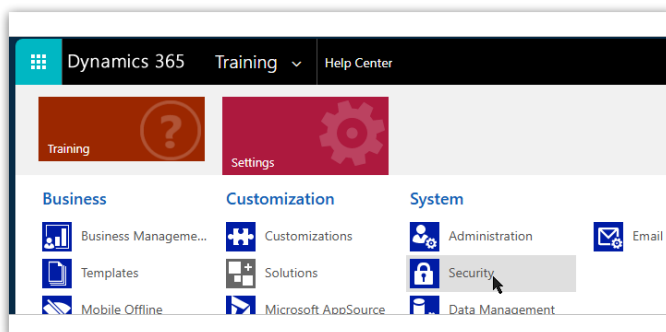 Dynamics 365 Training Help Center
Training Settings
Business Customization System
Business Manageme... Customizations Administration Email
Templates Solutions Security
Mobile Offline Microsoft AppSource Data Management